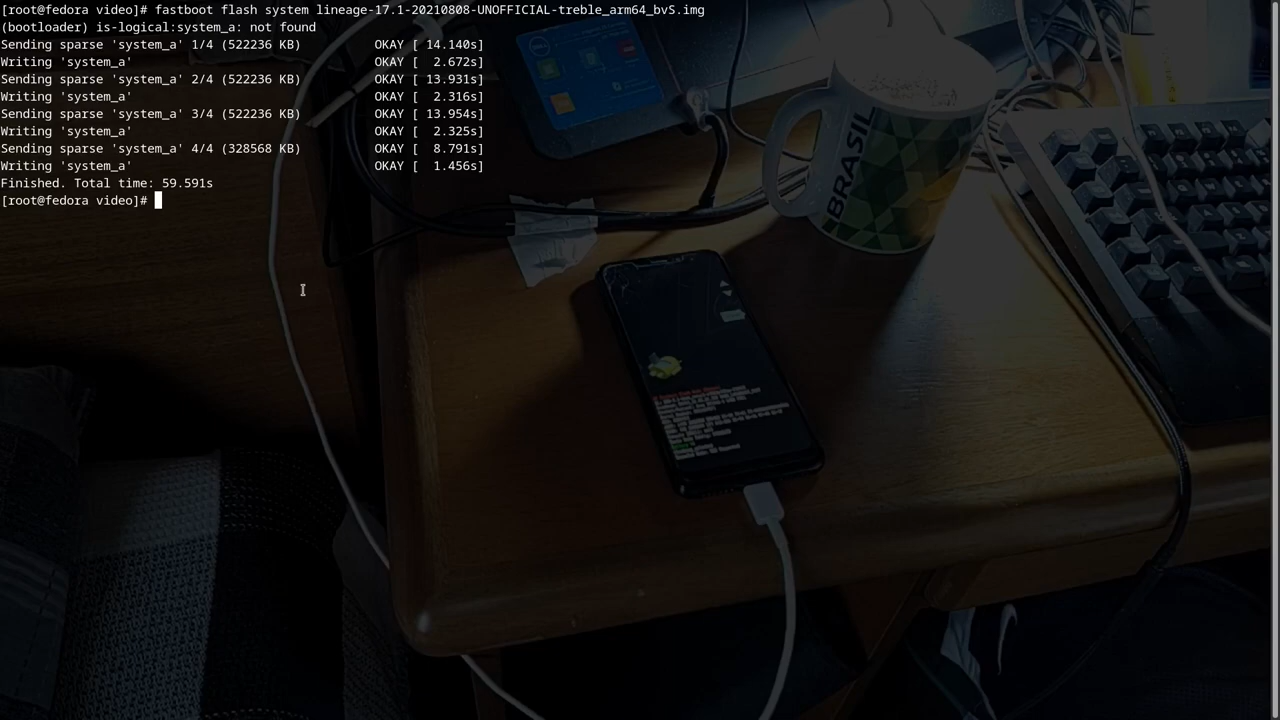 [root@fedora video]# fastboot flash system lineage-17.1-20210808-UNOFFICIAL-treble_arm64_bvS.img
(bootloader) is-logical:system_a: not found
Sending sparse 'system_a' 1/4 (522236 KB)          OKAY [ 14.140s]
Writing 'system_a'                                 OKAY [  2.672s]
Sending sparse 'system_a' 2/4 (522236 KB)          OKAY [ 13.931s]
Writing 'system_a'                                 OKAY [  2.316s]
Sending sparse 'system_a' 3/4 (522236 KB)          OKAY [ 13.954s]
Writing 'system_a'                                 OKAY [  2.325s]
Sending sparse 'system_a' 4/4 (328568 KB)          OKAY [  8.791s]
Writing 'system_a'                                 OKAY [  1.456s]
Finished. Total time: 59.591s
[root@fedora video]#
BRASIL